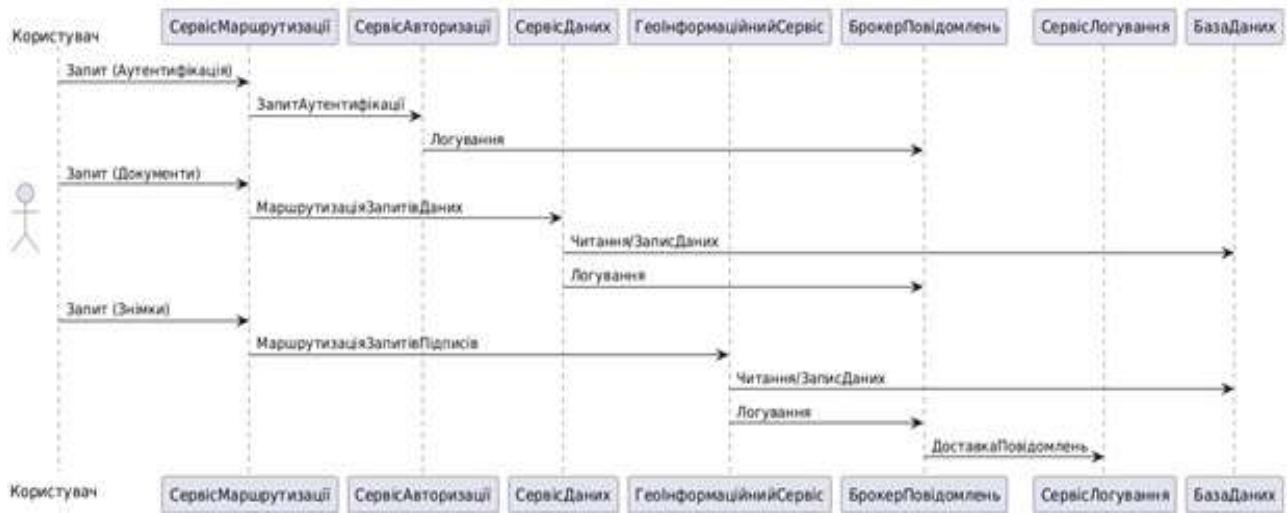 Користувач
СервісМаршрутизації
СервісАвторизації
СервісДаних
ГеоІнформаційнийСервіс
БрокерПовідомлень
СервісЛогування
БазаДаних
Запит (Аутентифікація)
ЗапитАутентифікації
Логування
Запит (Документи)
МаршрутизаціяЗапитівДаних
Читання/ЗаписДаних
Логування
Запит (Знімки)
МаршрутизаціяЗапитівПідписів
Читання/ЗаписДаних
Логування
ДоставкаПовідомлень
Користувач
СервісМаршрутизації
СервісАвторизації
СервісДаних
ГеоІнформаційнийСервіс
БрокерПовідомлень
СервісЛогування
БазаДаних